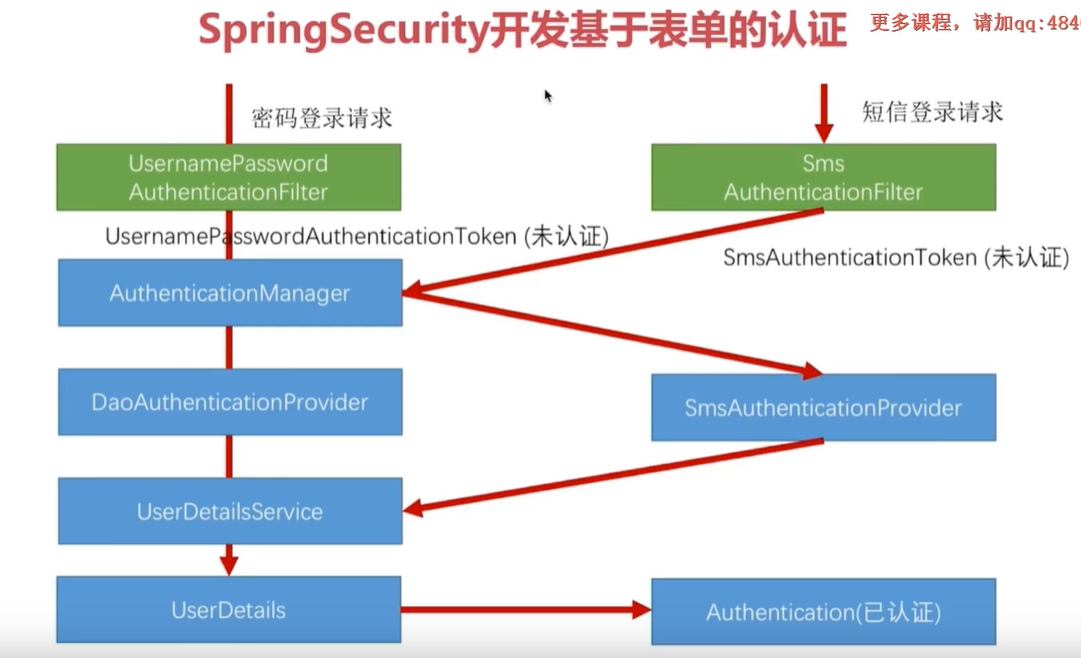 SpringSecurity开发基于表单的认证
更多课程，请加qq:484
密码登录请求
短信登录请求
UsernamePassword
AuthenticationFilter
Sms
AuthenticationFilter
UsernamePasswordAuthenticationToken (未认证)
SmsAuthenticationToken (未认证)
AuthenticationManager
DaoAuthenticationProvider
SmsAuthenticationProvider
UserDetailsService
UserDetails
Authentication(已认证)